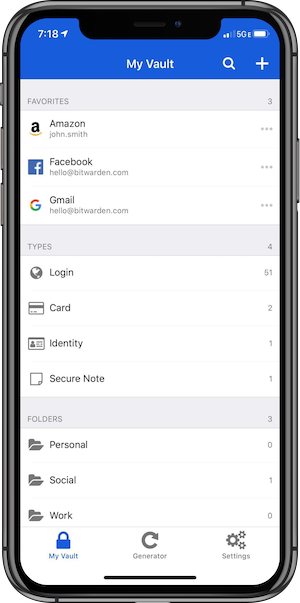 7:18
5G E
My Vault
FAVORITES 3
Amazon
john.smith
Facebook
hello@bitwarden.com
Gmail
hello@bitwarden.com
TYPES 4
Login 51
Card 2
Identity 1
Secure Note 1
FOLDERS 3
Personal 0
Social 1
Work 0
My Vault Generator Settings